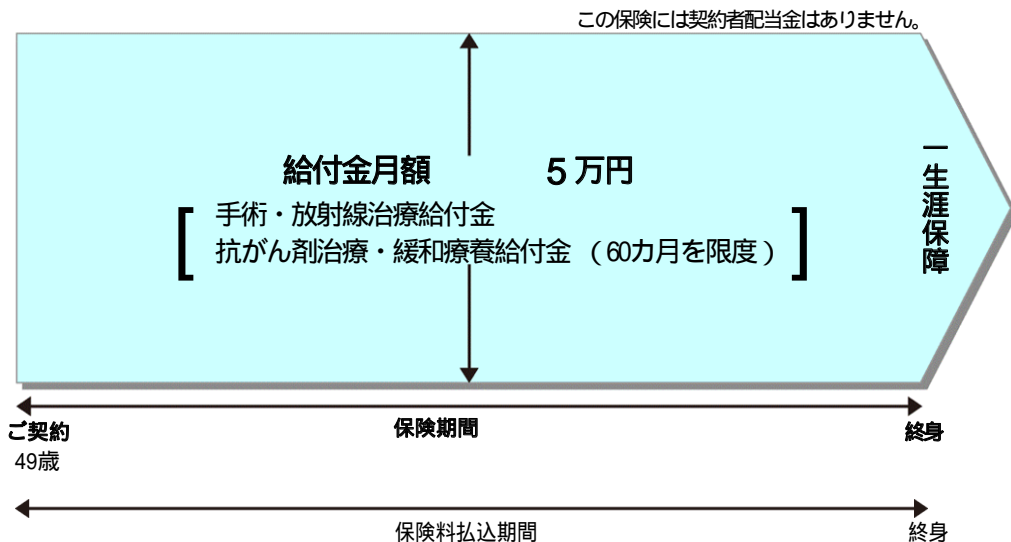 この保険には契約者配当金はありません。
給付金月額 5万円
手術・放射線治療給付金
抗がん剤治療・緩和療養給付金 (60カ月を限度)
一生涯保障
ご契約 保険期間 終身
49歳
保険料払込期間 終身